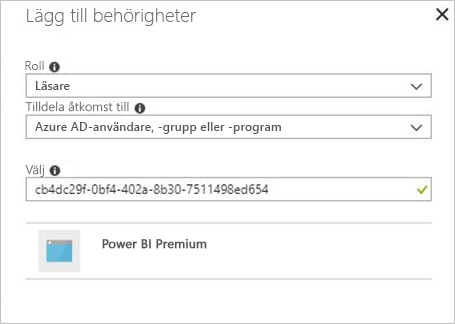 Lägg till behörigheter
Roll
Läsare
Tilldela åtkomst till
Azure AD-användare, -grupp eller -program
Välj
cb4dc29f-0bf4-402a-8b30-7511498ed654
Power BI Premium